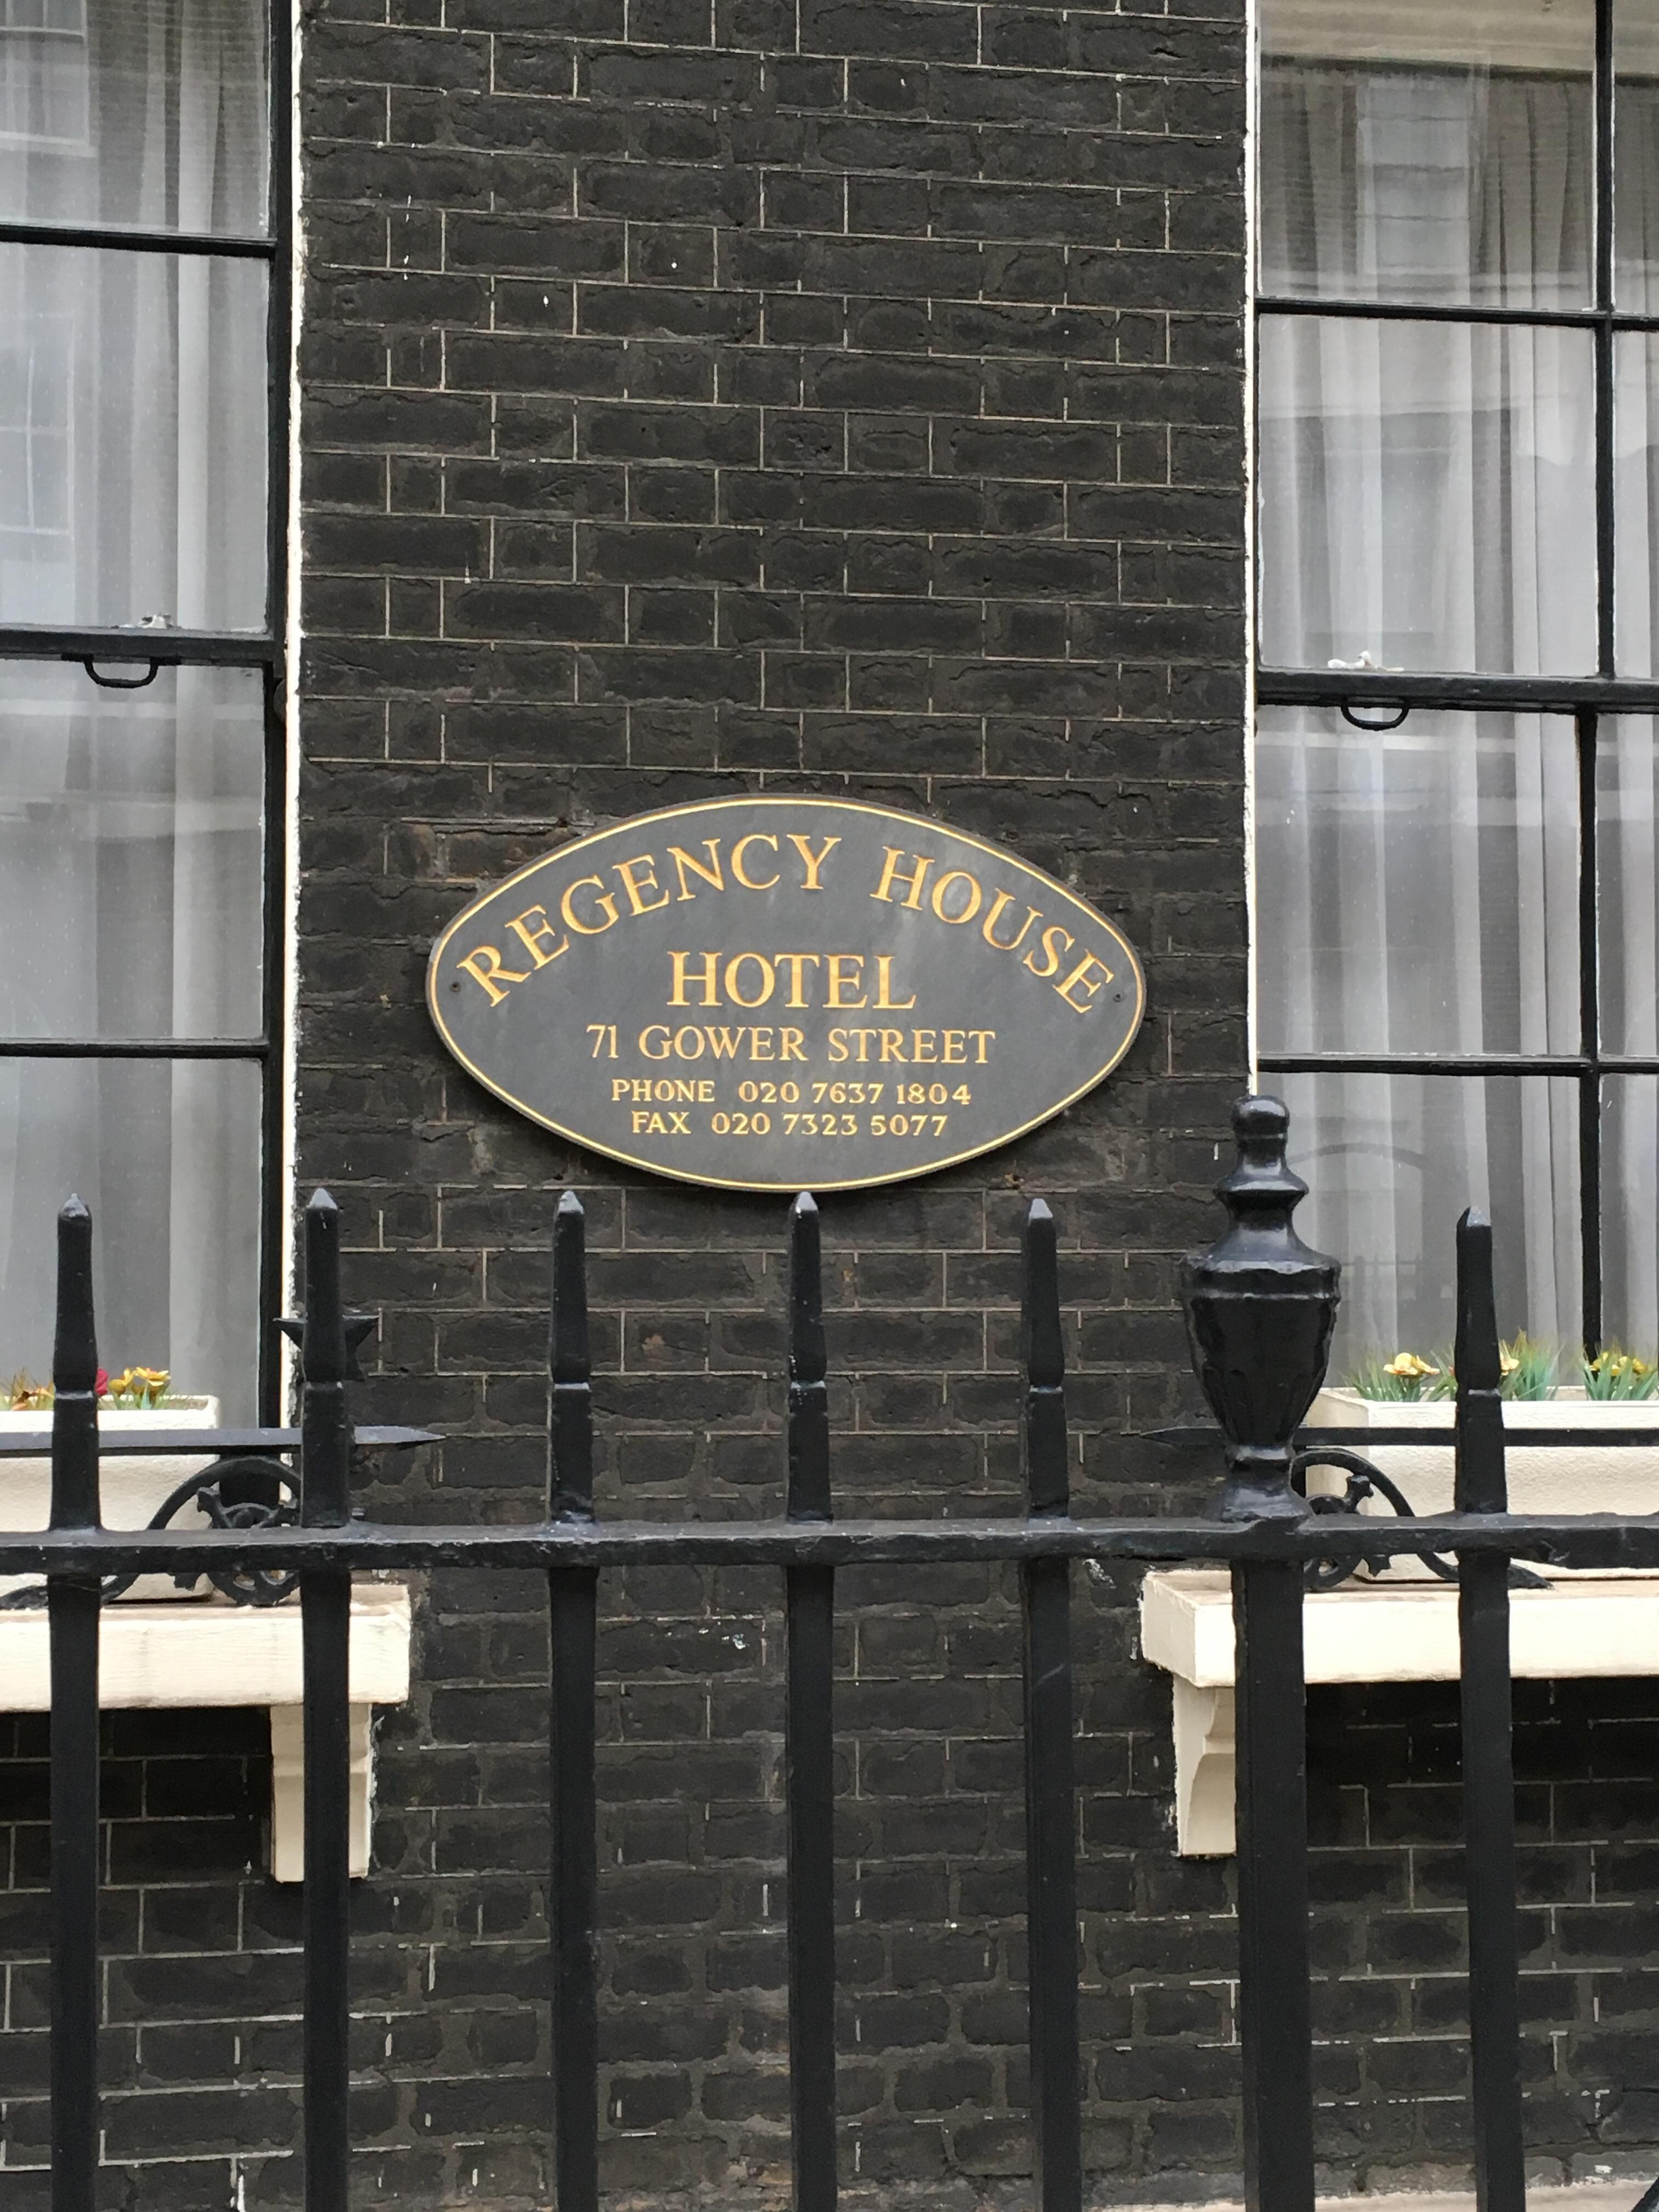 REGENCY HOUSE
HOTEL
71 GOWER STREET
PHONE 020 7637 1804
FAX 020 7323 5077